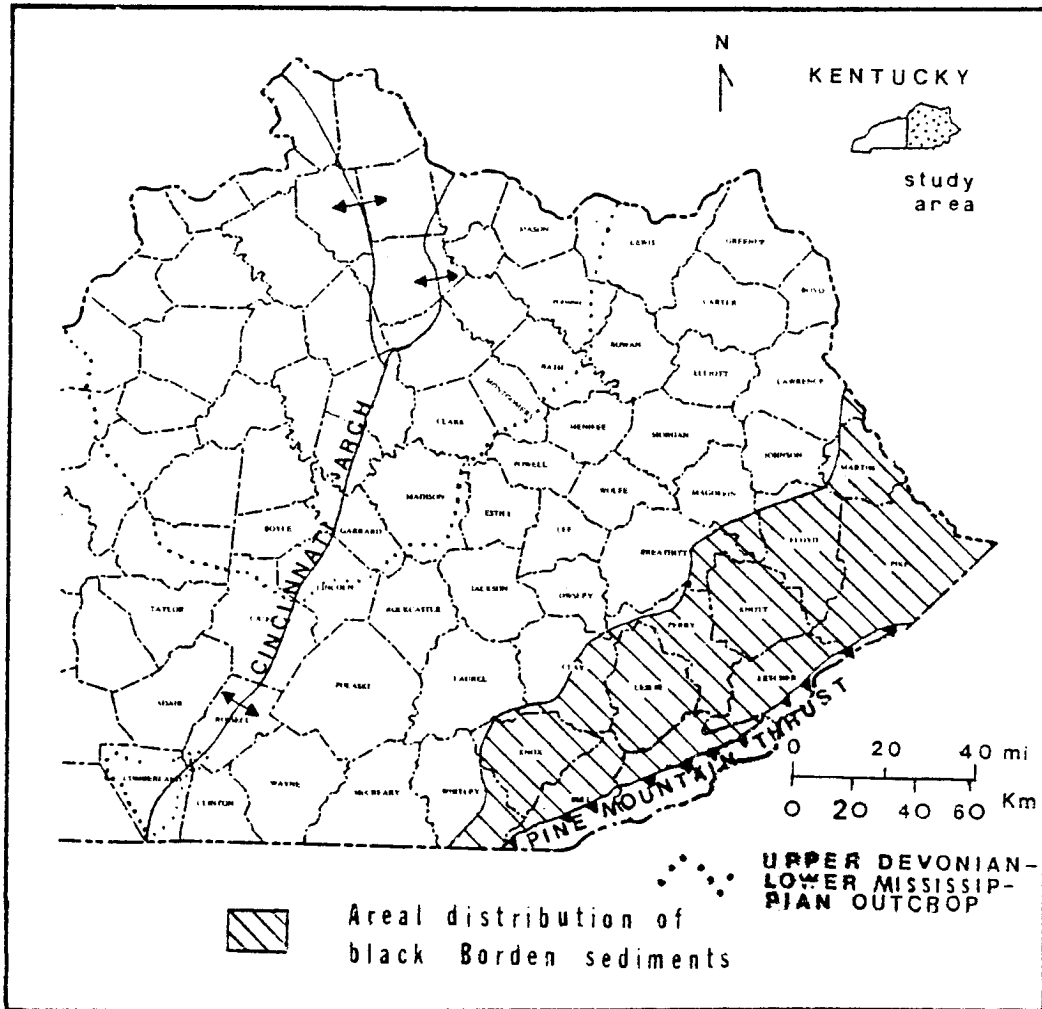 N
KENTUCKY
study
area
MASON
LEWIS
GREENUP
CARTER
BOYD
FLEMING
ROWAN
BATH
ELLIOTT
LAWRENCE
MONTGOMERY
CLARK
MENIFEE
MORGAN
JOHNSON
MARTIN
POWELL
WOLFE
MAGOFFIN
MADISON
ESTILL
LEE
BREATHITT
FLOYD
PIKE
BOYLE
GARRARD
LINCOLN
ROCKCASTLE
JACKSON
OWSLEY
PERRY
KNOTT
TAYLOR
CINCINNATI ARCH
CLAY
LESLIE
LETCHER
PULASKI
LAUREL
ADAIR
RUSSELL
KNOX
CUMBERLAND
CLINTON
WAYNE
McCREARY
WHITLEY
PINE MOUNTAIN THRUST
0 20 40 mi
0 20 40 60 Km
UPPER DEVONIAN-
LOWER MISSISSIP-
PIAN OUTCROP
Areal distribution of
black Borden sediments